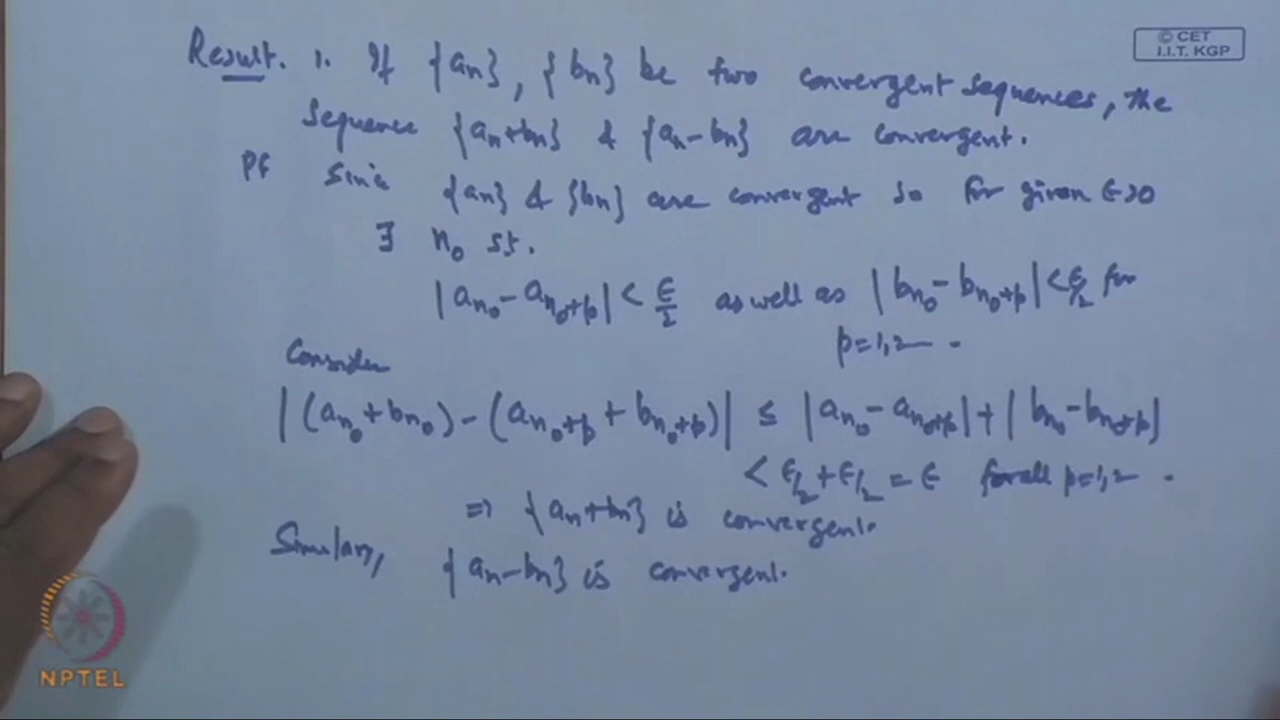 © CET
I.I.T. KGP
Result. 1. If {an}, {bn} be two convergent sequences, the
sequence {an+bn} & {an-bn} are convergent.
Pf Since {an} & {bn} are convergent so for given ε>0
∃ n₀ st.
|an₀ - an₀+p| < ε/2 as well as |bn₀ - bn₀+p| < ε/2 for
p=1,2— .
Consider
|(an₀ + bn₀) - (an₀+p + bn₀+p)| ≤ |an₀ - an₀+p| + |bn₀ - bn₀+p|
< ε/2 + ε/2 = ε for all p=1,2— .
⇒ {an+bn} is convergent.
Similarly, {an-bn} is convergent.
NPTEL